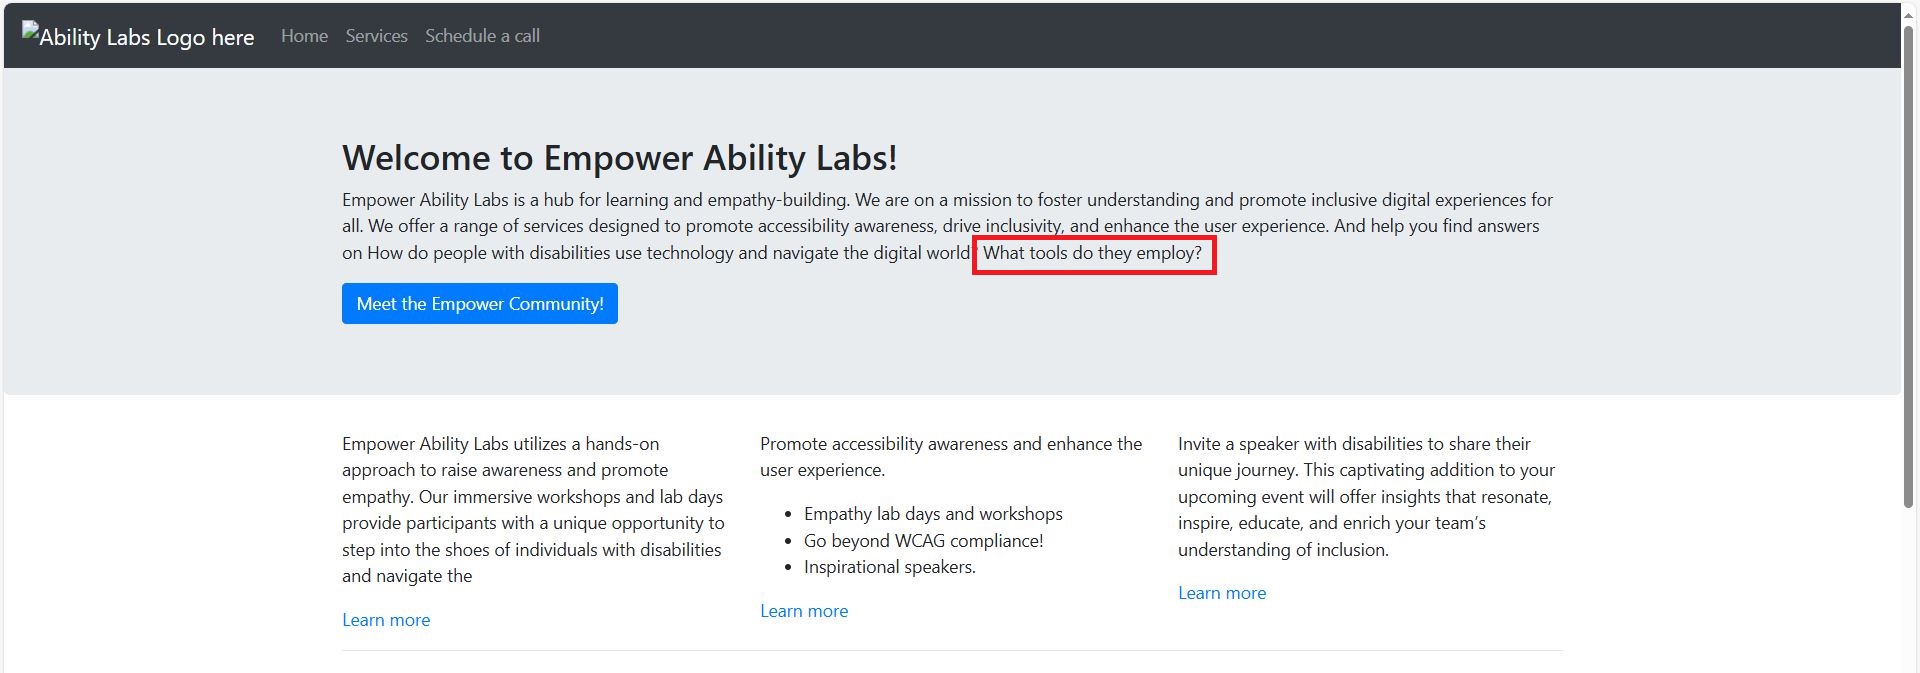 Ability Labs Logo here Home Services Schedule a call
Welcome to Empower Ability Labs!
Empower Ability Labs is a hub for learning and empathy-building. We are on a mission to foster understanding and promote inclusive digital experiences for
all. We offer a range of services designed to promote accessibility awareness, drive inclusivity, and enhance the user experience. And help you find answers
on How do people with disabilities use technology and navigate the digital world? What tools do they employ?
Meet the Empower Community!
Empower Ability Labs utilizes a hands-on
approach to raise awareness and promote
empathy. Our immersive workshops and lab days
provide participants with a unique opportunity to
step into the shoes of individuals with disabilities
and navigate the
Learn more
Promote accessibility awareness and enhance the
user experience.
• Empathy lab days and workshops
• Go beyond WCAG compliance!
• Inspirational speakers.
Learn more
Invite a speaker with disabilities to share their
unique journey. This captivating addition to your
upcoming event will offer insights that resonate,
inspire, educate, and enrich your team’s
understanding of inclusion.
Learn more